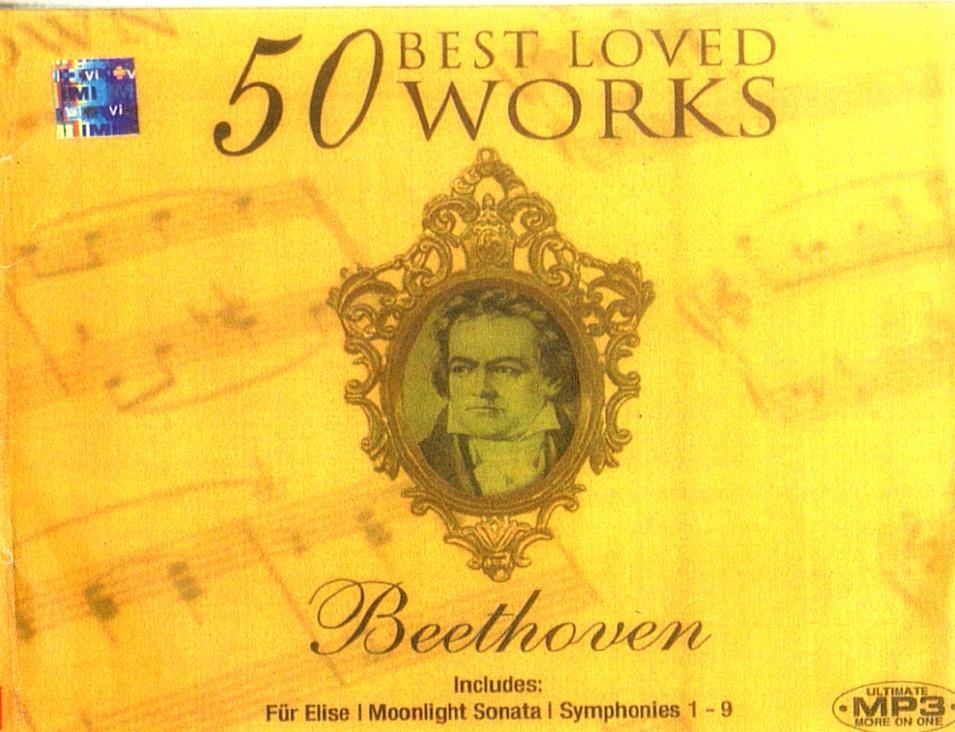 50 BEST LOVED
WORKS
Beethoven
Includes:
Für Elise | Moonlight Sonata | Symphonies 1 - 9
ULTIMATE
MP3
MORE ON ONE